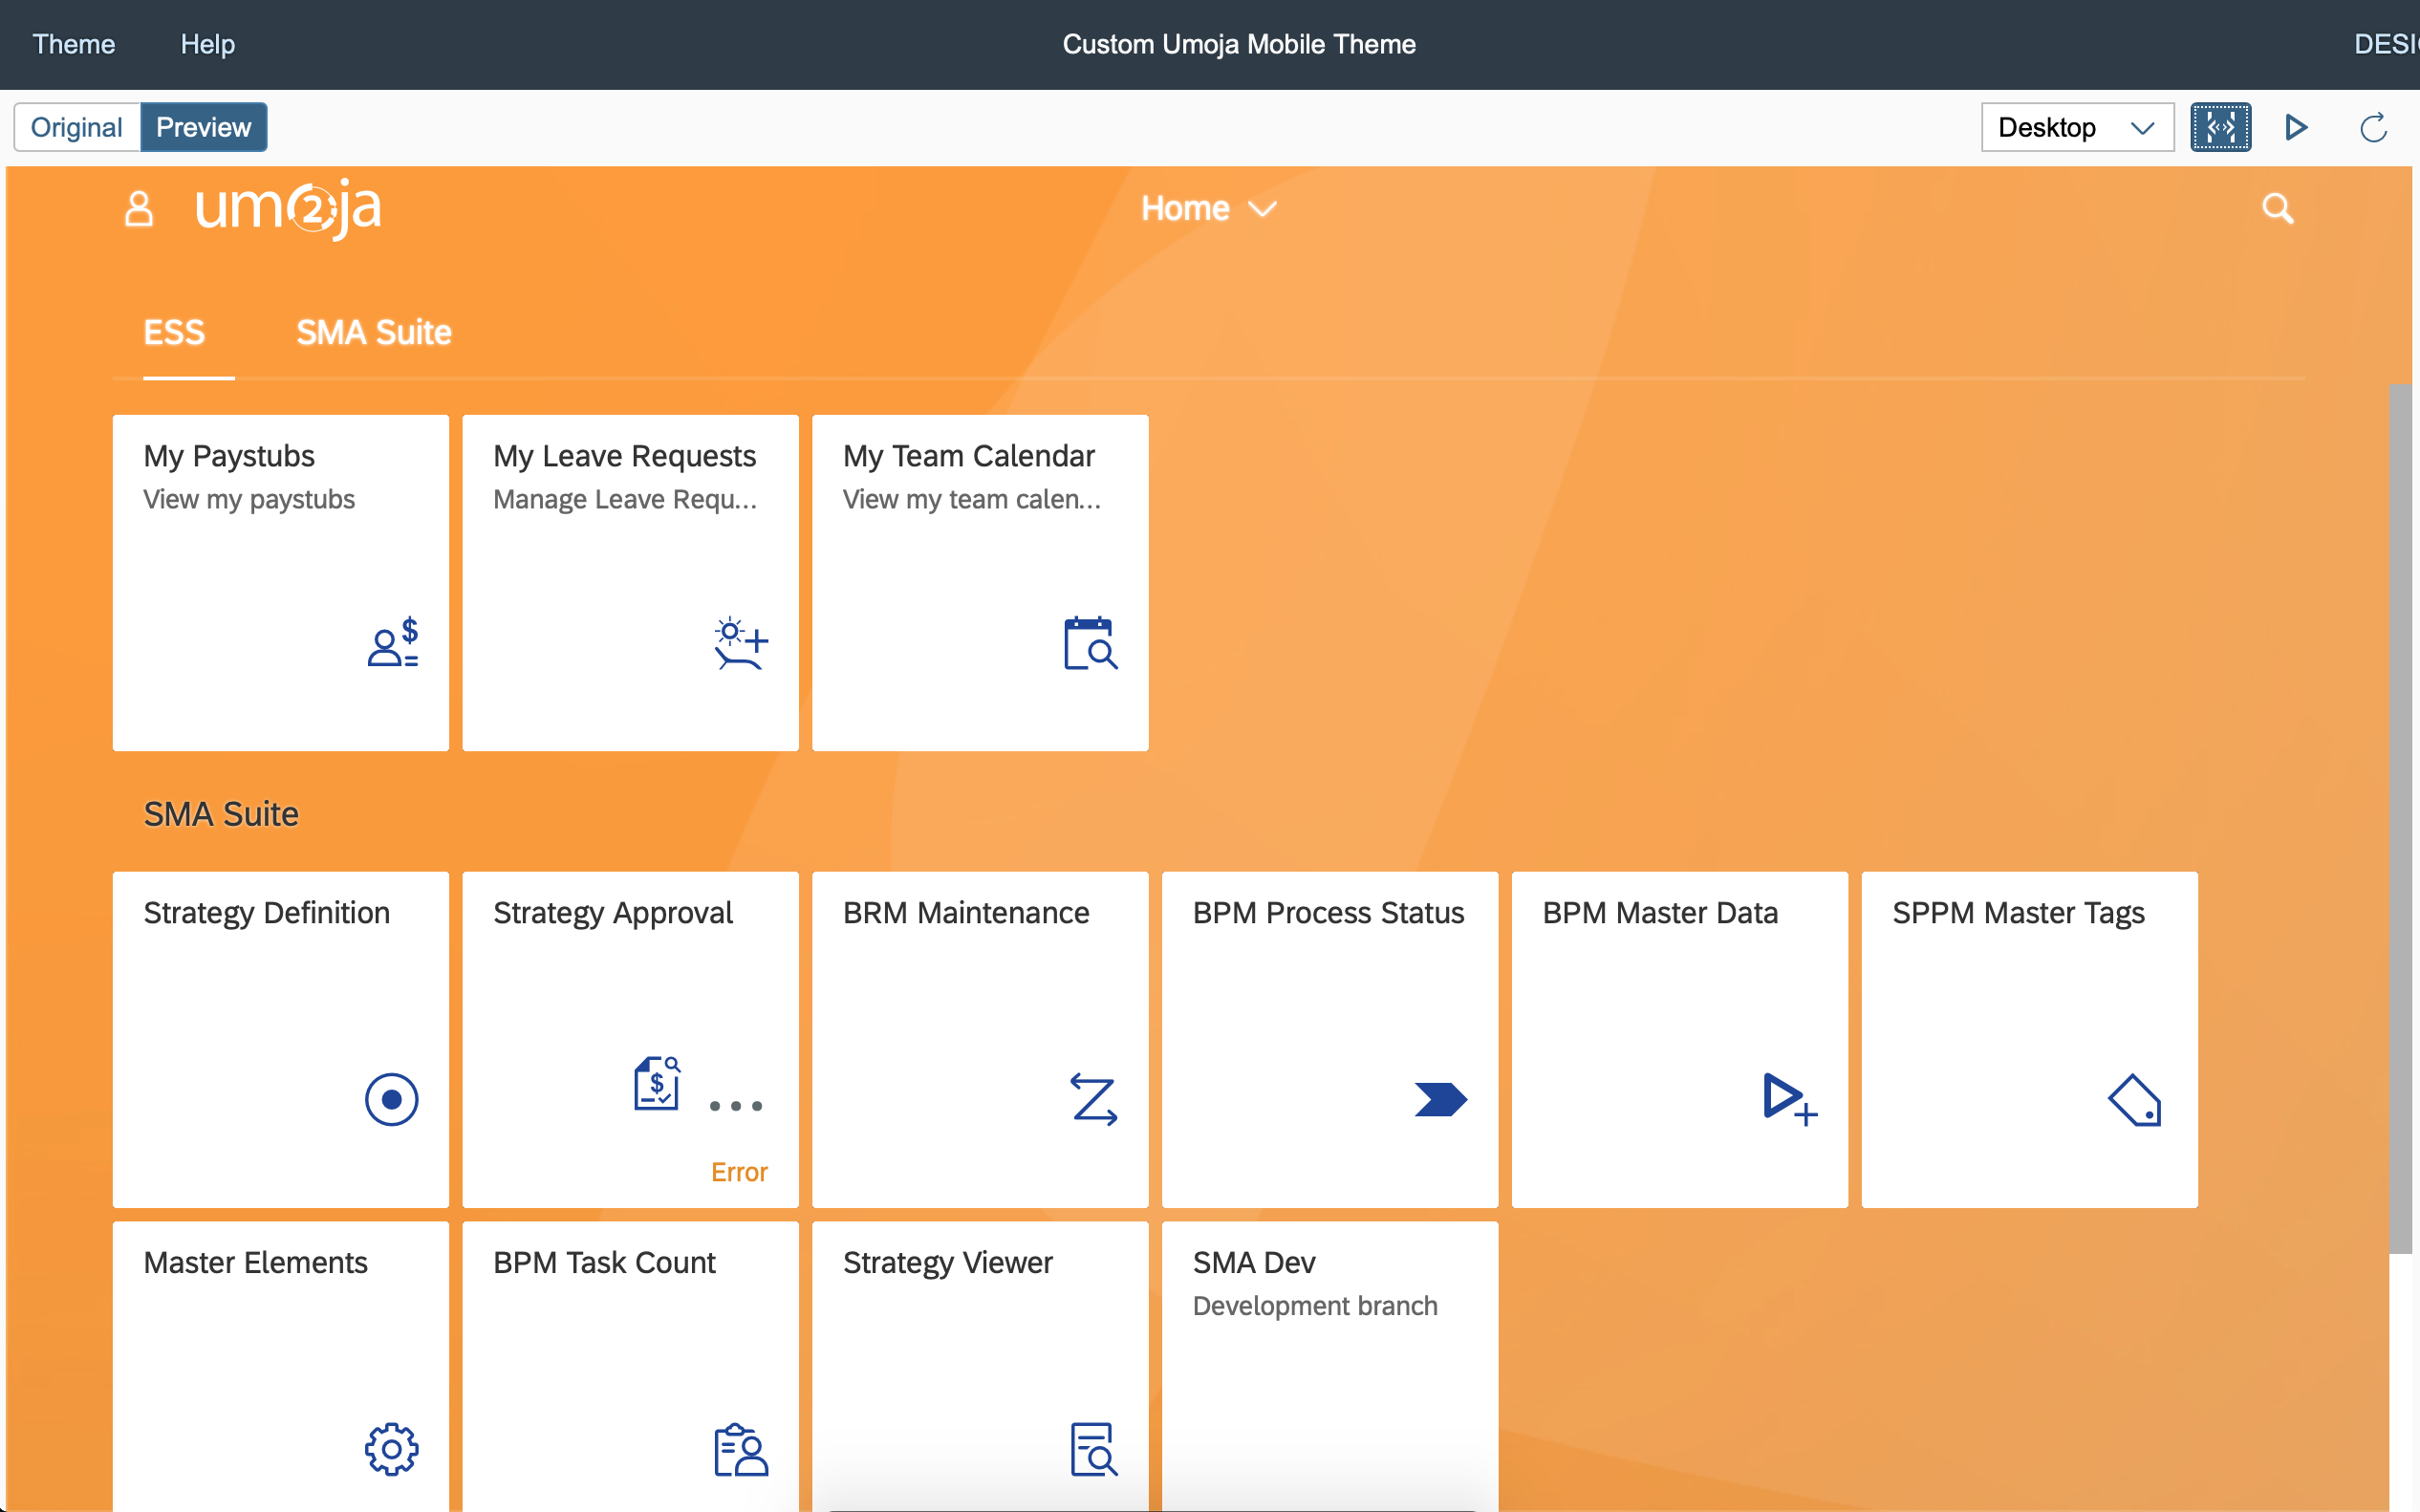 Theme Help Custom Umoja Mobile Theme DESI
Original Preview Desktop
umoja Home
2
ESS SMA Suite
My Paystubs My Leave Requests My Team Calendar
View my paystubs Manage Leave Requ... View my team calen...
SMA Suite
Strategy Definition Strategy Approval BRM Maintenance BPM Process Status BPM Master Data SPPM Master Tags
Error
Master Elements BPM Task Count Strategy Viewer SMA Dev
Development branch